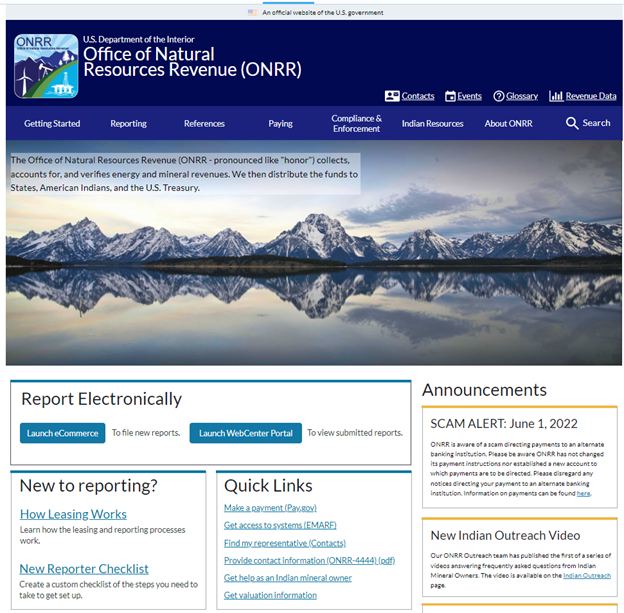 An official website of the U.S. government
ONRR
U.S. Department of the Interior
Office of Natural
Resources Revenue (ONRR)
Contacts Events Glossary Revenue Data
Getting Started Reporting References Paying Compliance & Enforcement Indian Resources About ONRR Search
The Office of Natural Resources Revenue (ONRR - pronounced like "honor") collects,
accounts for, and verifies energy and mineral revenues. We then distribute the funds to
States, American Indians, and the U.S. Treasury.
Report Electronically
Launch eCommerce To file new reports. Launch WebCenter Portal To view submitted reports.
New to reporting?
How Leasing Works
Learn how the leasing and reporting processes
work.
New Reporter Checklist
Create a custom checklist of the steps you need to
take to get set up.
Quick Links
Make a payment (Pay.gov)
Get access to systems (EMARF)
Find my representative (Contacts)
Provide contact information (ONRR-4444) (pdf)
Get help as an Indian mineral owner
Get valuation information
Announcements
SCAM ALERT: June 1, 2022
ONRR is aware of a scam directing payments to an alternate
banking institution. Please be aware ONRR has not changed
its payment instructions nor established a new account to
which payments are to be directed. Please disregard any
notices directing your payment to an alternate banking
institution. Information on payments can be found here.
New Indian Outreach Video
Our ONRR Outreach team has published the first of a series of
videos answering frequently asked questions from Indian
Mineral Owners. The video is available on the Indian Outreach
page.